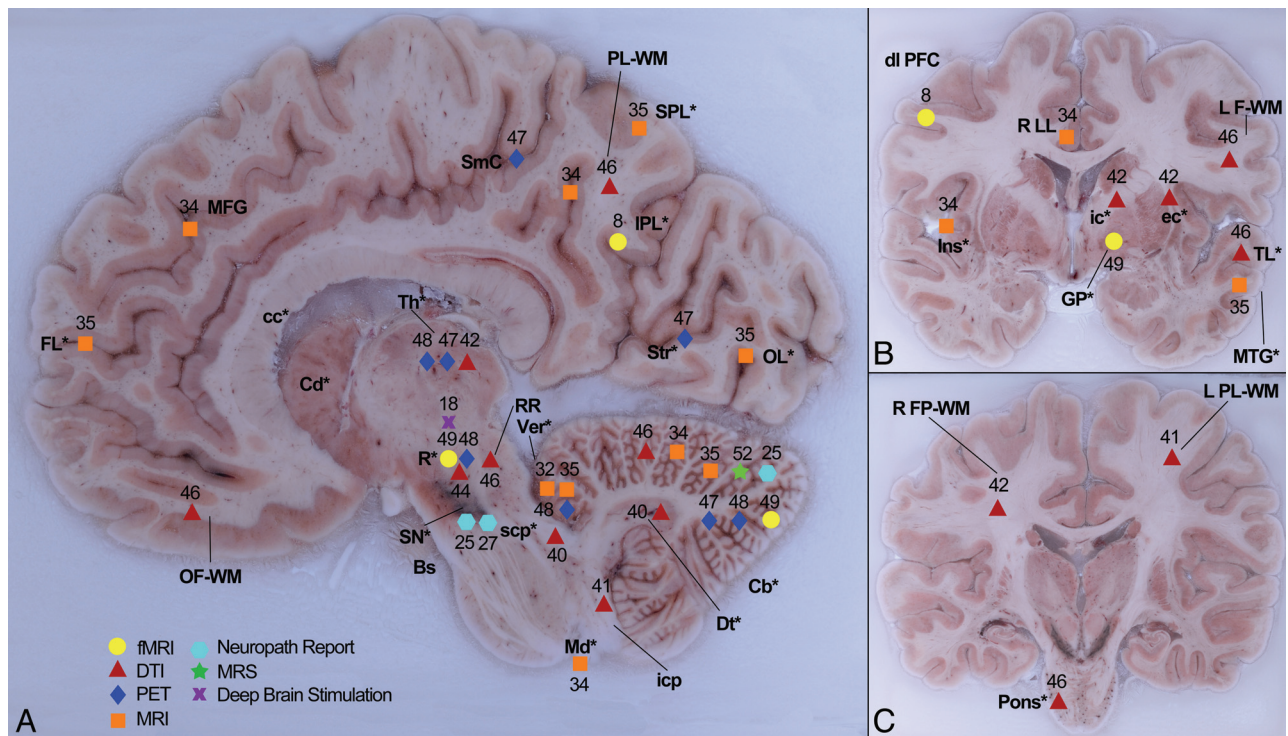 PL-WM
35
SPL*
47
SmC
46
34
34
MFG
8
IPL*
cc*
Th*
35
FL*
48
47
42
47
Str*
35
OL*
Cd*
18
RR
Ver*
49
48
R*
46
46
34
35
52
25
32
35
44
46
SN*
scp*
48
40
47
48
49
25
27
40
OF-WM
Bs
41
Cb*
Dt*
Md*
34
icp
fMRI
DTI
PET
MRI
Neuropath Report
MRS
Deep Brain Stimulation
A
dl PFC
8
34
R LL
L F-WM
46
42
42
34
ic*
ec*
Ins*
46
TL*
49
GP*
35
MTG*
B
R FP-WM
L PL-WM
41
42
46
Pons*
C